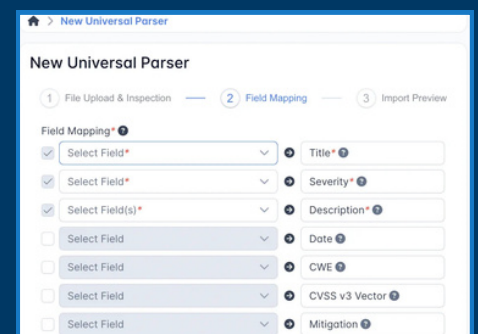 > New Universal Parser
New Universal Parser
1 File Upload & Inspection 2 Field Mapping 3 Import Preview
Field Mapping* ?
Select Field* Title* ?
Select Field* Severity* ?
Select Field(s)* Description* ?
Select Field Date ?
Select Field CWE ?
Select Field CVSS v3 Vector ?
Select Field Mitigation ?